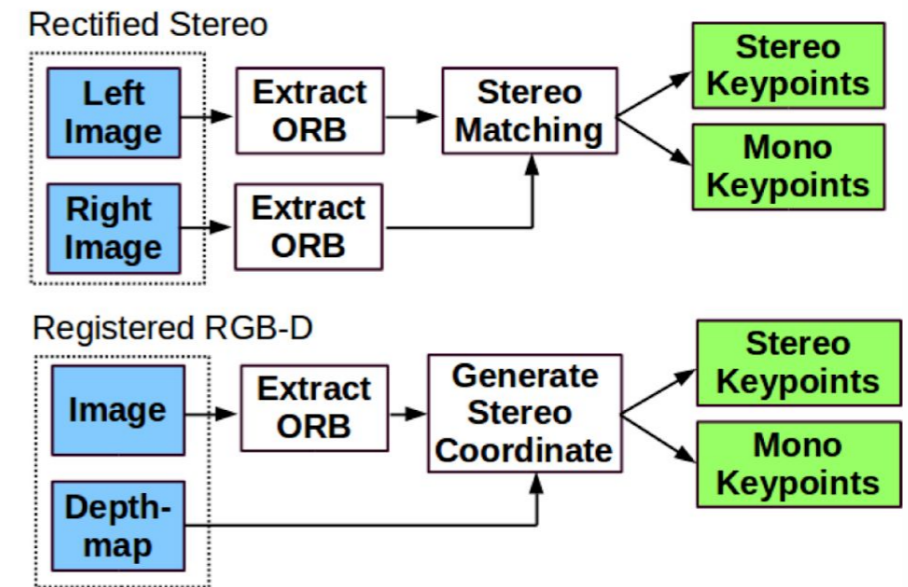 Rectified Stereo
Left
Image
Extract
ORB
Stereo
Matching
Stereo
Keypoints
Mono
Keypoints
Right
Image
Extract
ORB
Registered RGB-D
Image
Extract
ORB
Generate
Stereo
Coordinate
Stereo
Keypoints
Mono
Keypoints
Depth-
map